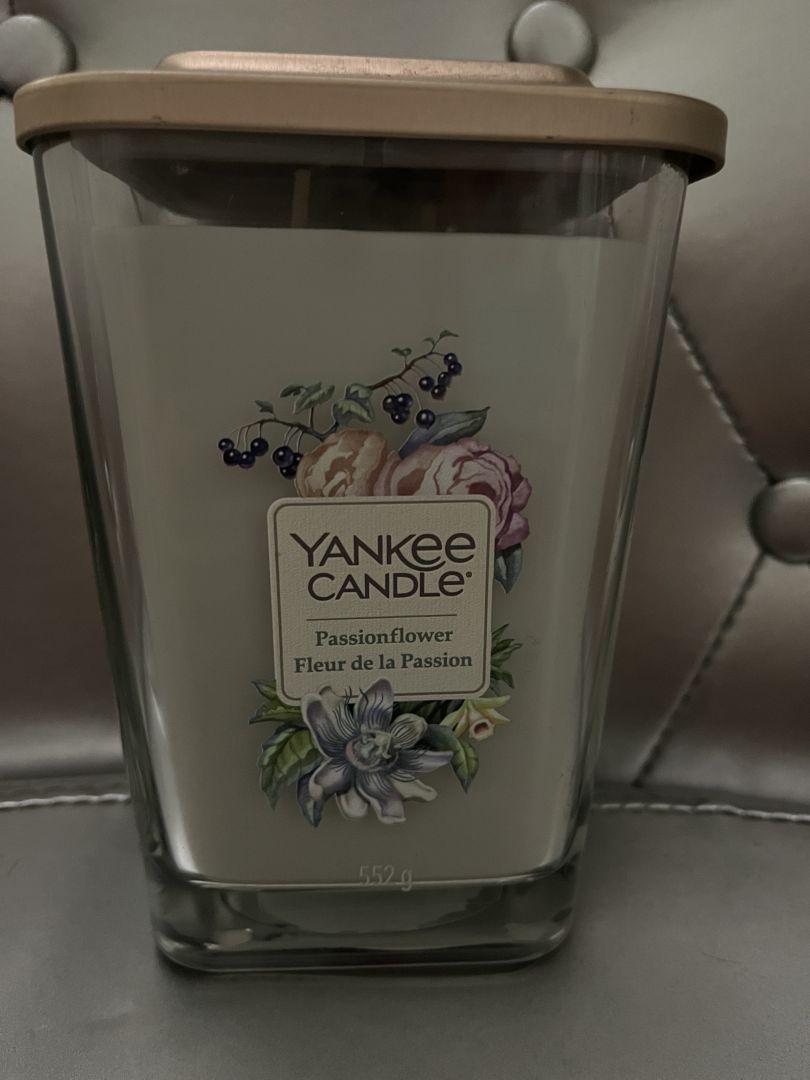 YANKEE
CANDLE®
Passionflower
Fleur de la Passion
552 g